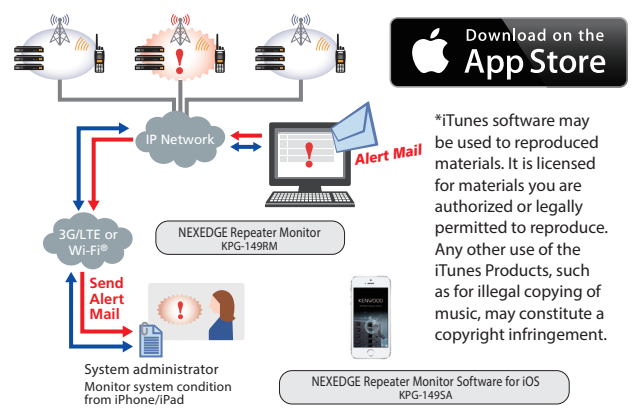 Download on the
App Store
IP Network
Alert Mail
*iTunes software may
be used to reproduced
materials. It is licensed
for materials you are
authorized or legally
permitted to reproduce.
Any other use of the
iTunes Products, such
as for illegal copying of
music, may constitute a
copyright infringement.
3G/LTE or
Wi-Fi®
NEXEDGE Repeater Monitor
KPG-149RM
Send
Alert
Mail
KENWOOD
System administrator
Monitor system condition
from iPhone/iPad
NEXEDGE Repeater Monitor Software for iOS
KPG-149SA